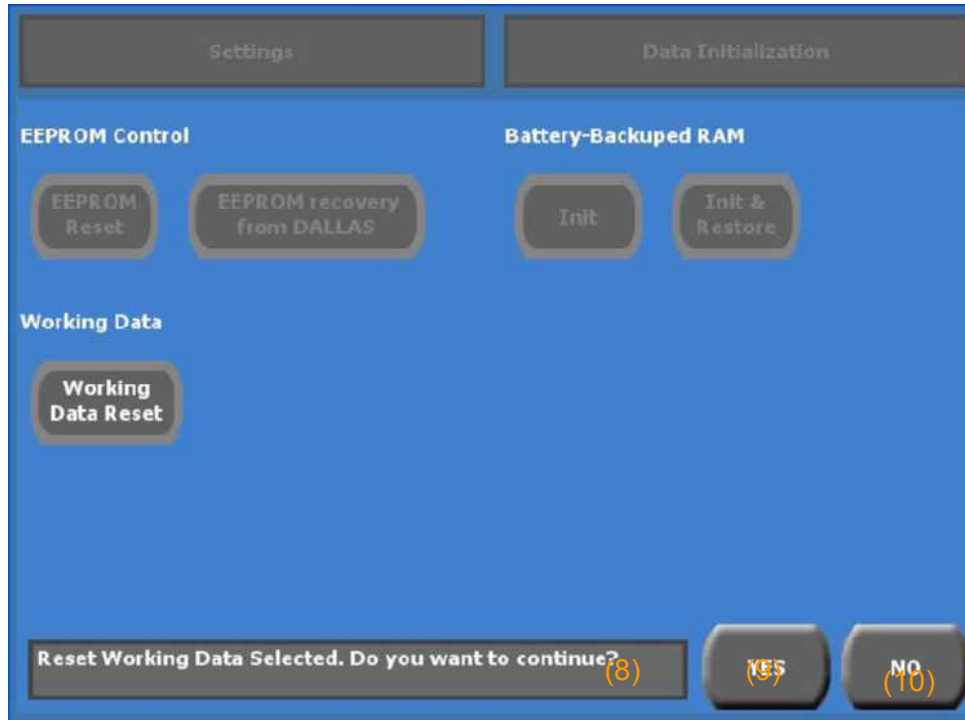 Settings Data Initialization
EEPROM Control Battery-Backuped RAM
EEPROM EEPROM recovery Init Init &
Reset from DALLAS Restore
Working Data
Working
Data Reset
Reset Working Data Selected. Do you want to continue? (8) YES (9) NO (10)